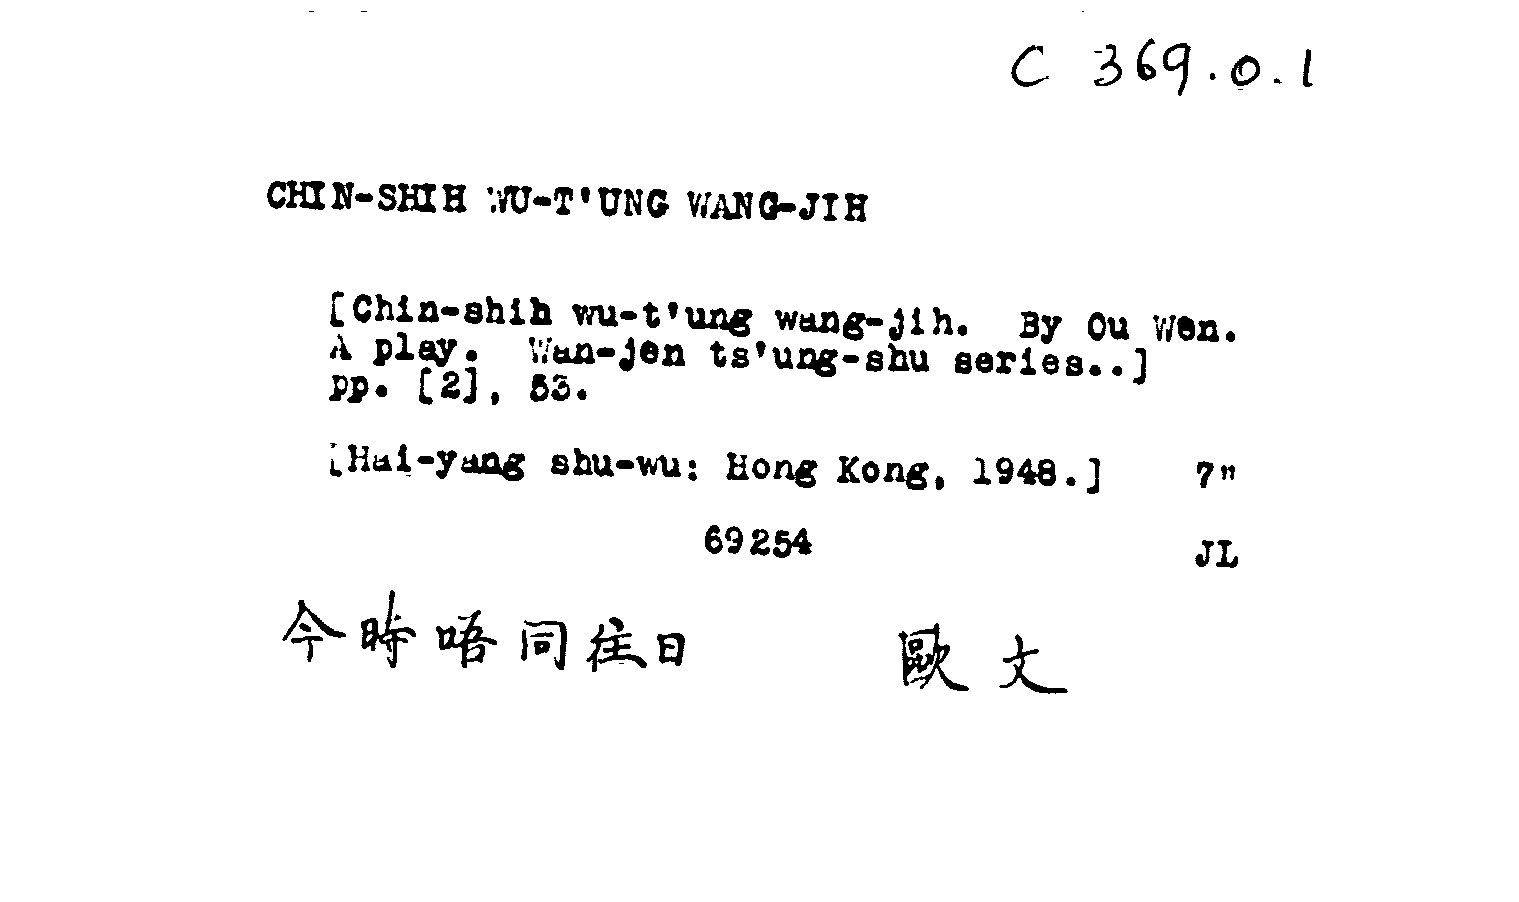 C 369.0.1
CHIN-SHIH WU-T'UNG WANG-JIH
[Chin-shih wu-t'ung wang-jih. By Ou Wen.
A play. Wan-jen ts'ung-shu series..]
pp. [2], 53.
[Hai-yang shu-wu: Hong Kong, 1948.] 7"
69254 JL
今時唔同往日 歐文